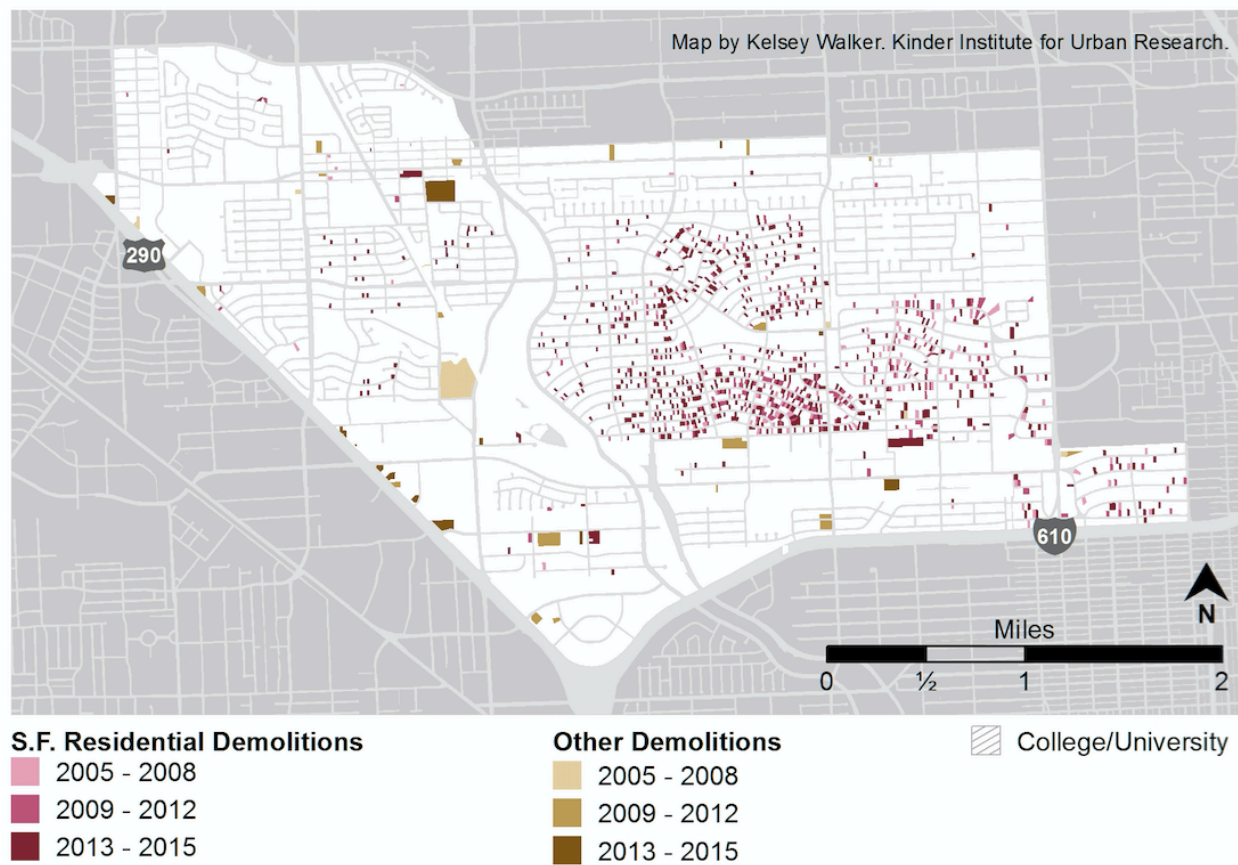 Map by Kelsey Walker. Kinder Institute for Urban Research.
290
610
N
Miles
0 ½ 1 2
S.F. Residential Demolitions
2005 - 2008
2009 - 2012
2013 - 2015
Other Demolitions
2005 - 2008
2009 - 2012
2013 - 2015
College/University